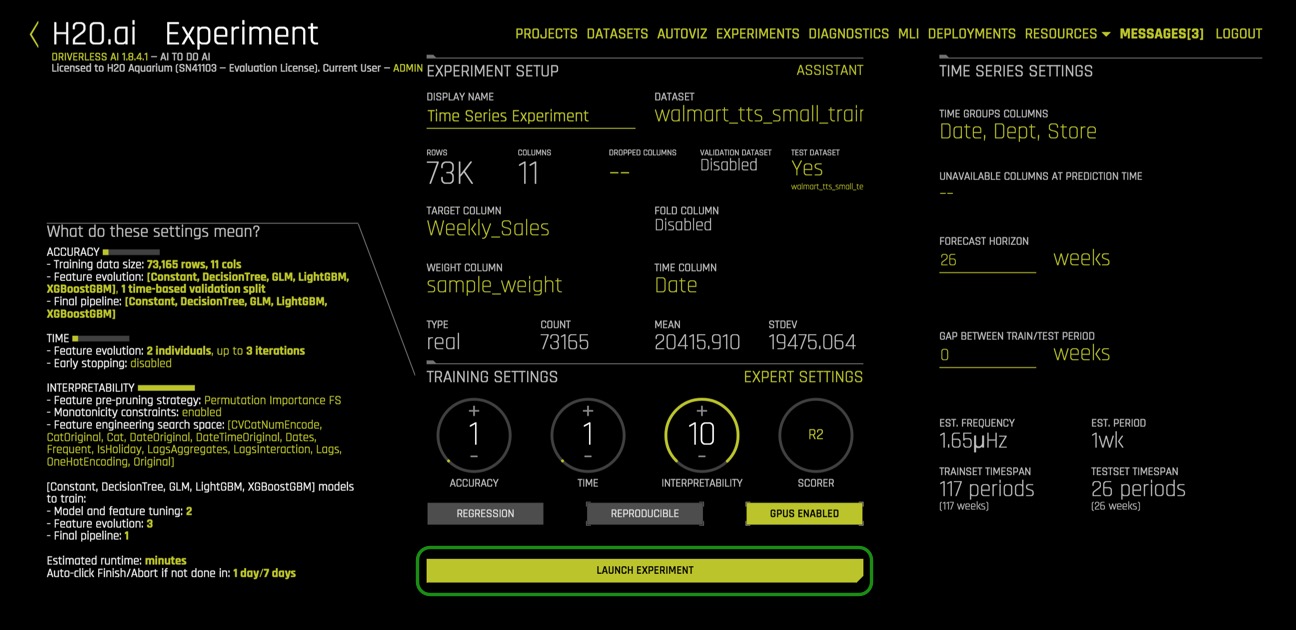 H2O.ai Experiment
DRIVERLESS AI 1.8.4.1 – AI TO DO AI
Licensed to H2O Aquarium (SN41103 – Evaluation License). Current User – ADMIN
PROJECTS DATASETS AUTOVIZ EXPERIMENTS DIAGNOSTICS MLI DEPLOYMENTS RESOURCES MESSAGES[3] LOGOUT
What do these settings mean?
ACCURACY
- Training data size: 73,165 rows, 11 cols
- Feature evolution: [Constant, DecisionTree, GLM, LightGBM,
XGBoostGBM], 1 time-based validation split
- Final pipeline: [Constant, DecisionTree, GLM, LightGBM,
XGBoostGBM]
TIME
- Feature evolution: 2 individuals, up to 3 iterations
- Early stopping: disabled
INTERPRETABILITY
- Feature pre-pruning strategy: Permutation Importance FS
- Monotonicity constraints: enabled
- Feature engineering search space: [CVCatNumEncode,
CatOriginal, Cat, DateOriginal, DateTimeOriginal, Dates,
Frequent, IsHoliday, LagsAggregates, LagsInteraction, Lags,
OneHotEncoding, Original]
[Constant, DecisionTree, GLM, LightGBM, XGBoostGBM] models
to train:
- Model and feature tuning: 2
- Feature evolution: 3
- Final pipeline: 1
Estimated runtime: minutes
Auto-click Finish/Abort if not done in: 1 day/7 days
EXPERIMENT SETUP ASSISTANT
DISPLAY NAME DATASET
Time Series Experiment walmart_tts_small_train
ROWS COLUMNS DROPPED COLUMNS VALIDATION DATASET TEST DATASET
73K 11 -- Disabled Yes
walmart_tts_small_te
TARGET COLUMN FOLD COLUMN
Weekly_Sales Disabled
WEIGHT COLUMN TIME COLUMN
sample_weight Date
TYPE COUNT MEAN STDEV
real 73165 20415.910 19475.064
TRAINING SETTINGS EXPERT SETTINGS
+ + +
1 1 10 R2
- - -
ACCURACY TIME INTERPRETABILITY SCORER
REGRESSION REPRODUCIBLE GPUS ENABLED
LAUNCH EXPERIMENT
TIME SERIES SETTINGS
TIME GROUPS COLUMNS
Date, Dept, Store
UNAVAILABLE COLUMNS AT PREDICTION TIME
--
FORECAST HORIZON
26 weeks
GAP BETWEEN TRAIN/TEST PERIOD
0 weeks
EST. FREQUENCY EST. PERIOD
1.65μHz 1wk
TRAINSET TIMESPAN TESTSET TIMESPAN
117 periods 26 periods
(117 weeks) (26 weeks)